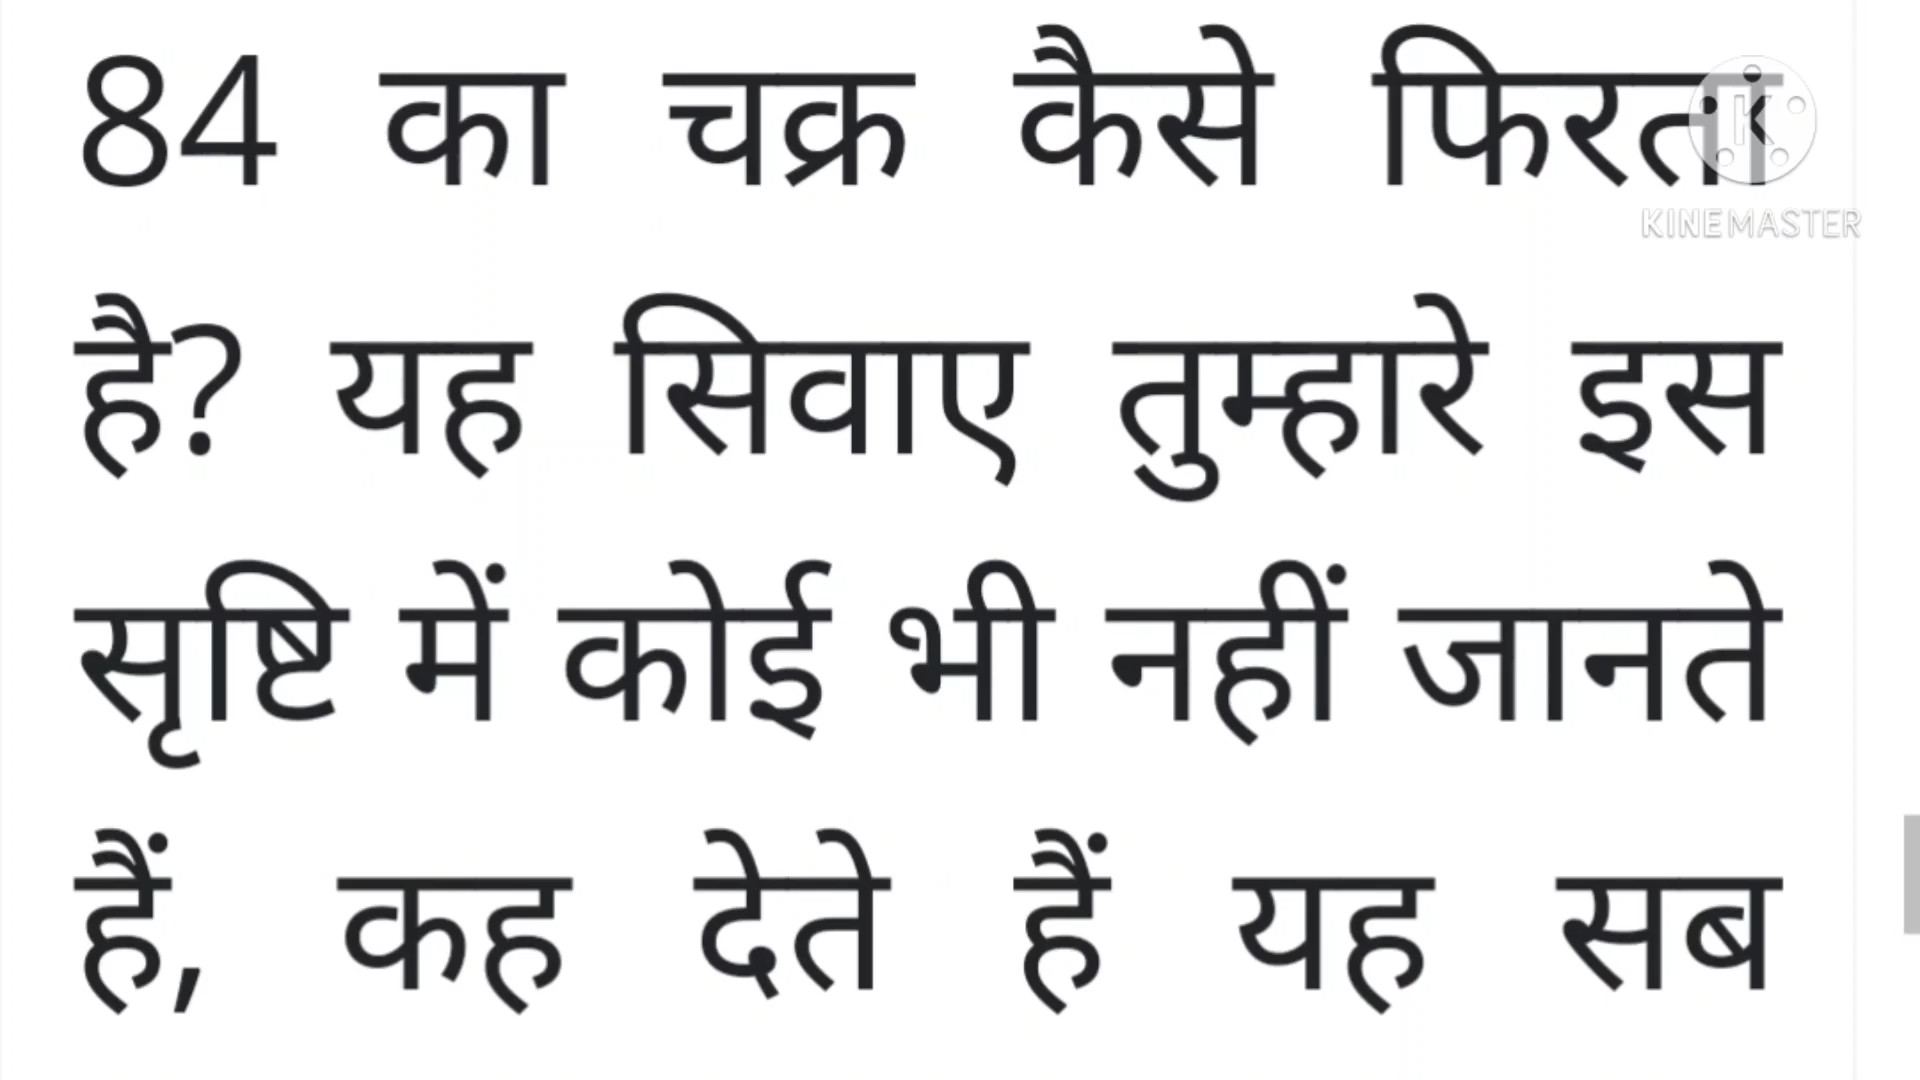 84 का चक्र कैसे फिरता
KINEMASTER
है? यह सिवाए तुम्हारे इस
सृष्टि में कोई भी नहीं जानते
हैं, कह देते हैं यह सब